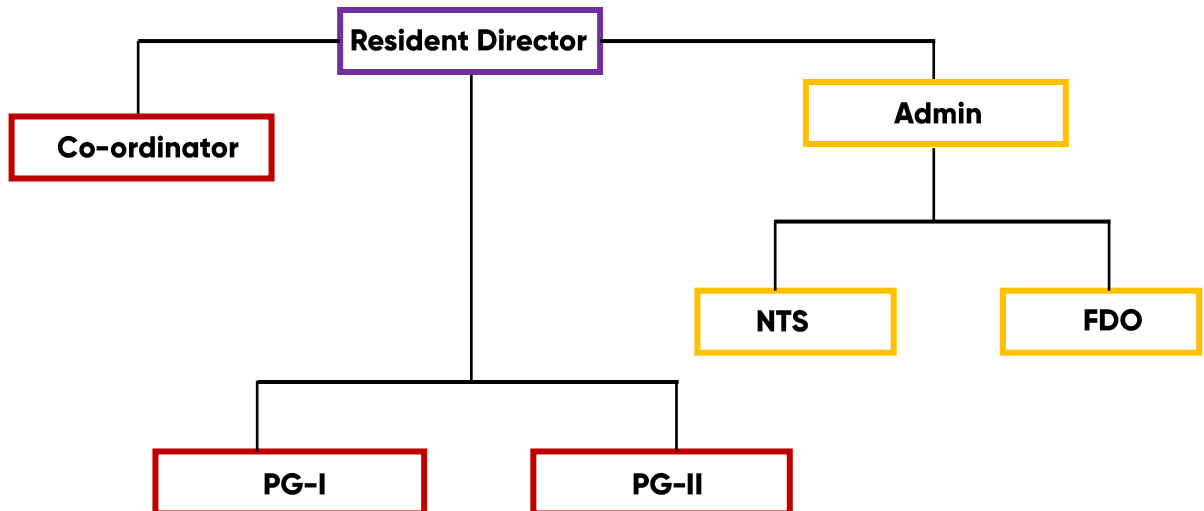 Resident Director
Admin
Co-ordinator
NTS
FDO
PG-I
PG-II